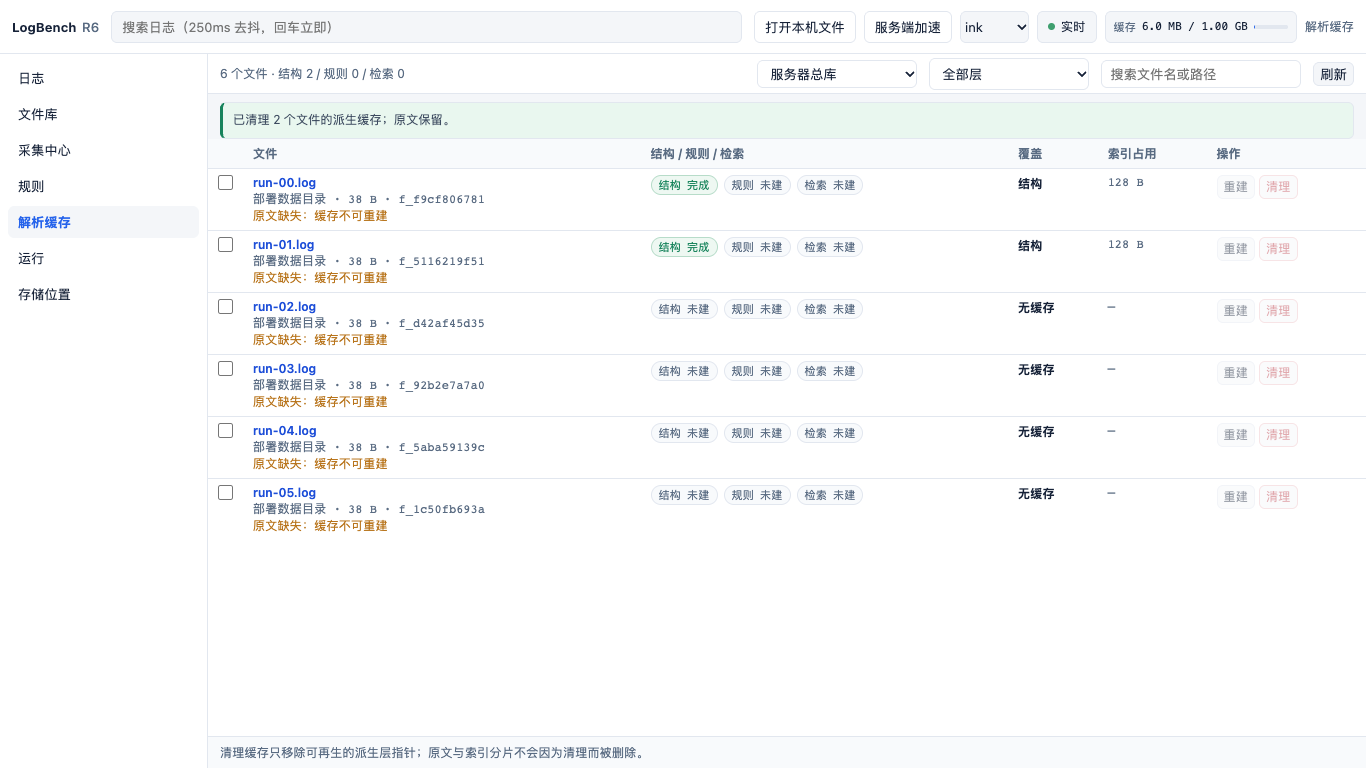 LogBench R6 搜索日志（250ms 去抖，回车立即） 打开本机文件 服务端加速 ink 实时 缓存 6.0 MB / 1.00 GB 解析缓存
日志
文件库
采集中心
规则
解析缓存
运行
存储位置
6 个文件 · 结构 2 / 规则 0 / 检索 0 服务器总库 全部层 搜索文件名或路径 刷新
已清理 2 个文件的派生缓存；原文保留。
文件 结构 / 规则 / 检索 覆盖 索引占用 操作
run-00.log 结构 完成 规则 未建 检索 未建 结构 128 B 重建 清理
部署数据目录 · 38 B · f_f9cf806781
原文缺失：缓存不可重建
run-01.log 结构 完成 规则 未建 检索 未建 结构 128 B 重建 清理
部署数据目录 · 38 B · f_5116219f51
原文缺失：缓存不可重建
run-02.log 结构 未建 规则 未建 检索 未建 无缓存 — 重建 清理
部署数据目录 · 38 B · f_d42af45d35
原文缺失：缓存不可重建
run-03.log 结构 未建 规则 未建 检索 未建 无缓存 — 重建 清理
部署数据目录 · 38 B · f_92b2e7a7a0
原文缺失：缓存不可重建
run-04.log 结构 未建 规则 未建 检索 未建 无缓存 — 重建 清理
部署数据目录 · 38 B · f_5aba59139c
原文缺失：缓存不可重建
run-05.log 结构 未建 规则 未建 检索 未建 无缓存 — 重建 清理
部署数据目录 · 38 B · f_1c50fb693a
原文缺失：缓存不可重建
清理缓存只移除可再生的派生层指针；原文与索引分片不会因为清理而被删除。